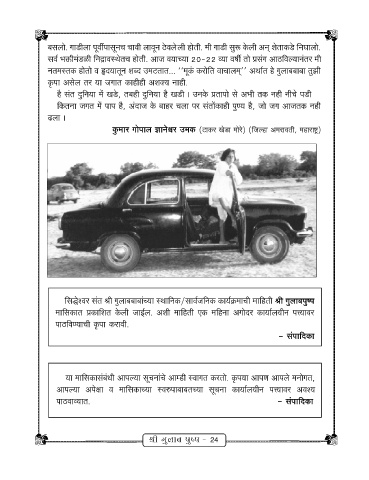 बसलो. गाडीला पूर्वीपासूनच चावी लावून ठेवलेली होती. मी गाडी सुरू केली अन् शेताकडे निघालो.
सर्व भक्तमंडळी निद्रावस्थेतच होती. आज वयाच्या 20-22 व्या वर्षी तो प्रसंग आठविल्यानंतर मी
नतमस्तक होतो व हृदयातून शब्द उमटतात... ‘‘मूकं करोति वाचालम्’’ अर्थात हे गुलाबबाबा तुझी
कृपा असेल तर या जगात काहीही अशक्य नाही.
है संत दुनिया में खडे, तबही दुनिया है खडी । उनके प्रतापो से अभी तक नही नीचे पडी
कितना जगत में पाप है, अंदाज के बाहर चला पर संतोंकाही पुण्य है, जो जग आजतक नही
ढला ।
कुमार गोपाल ज्ञानेश्वर उमक (टाकर खेडा मोरे) (जिल्हा अमरावती, महाराष्ट्र)
सिद्धेश्वर संत श्री गुलाबबाबांच्या स्थानिक/सार्वजनिक कार्यक्रमाची माहिती श्री गुलाबपुष्प
मासिकात प्रकाशित केली जाईल. अशी माहिती एक महिना अगोदर कार्यालयीन पत्त्यावर
पाठविण्याची कृपा करावी.
– संपादिका
या मासिकासंबंधी आपल्या सूचनांचे आम्ही स्वागत करतो. कृपया आपण आपले मनोगत,
आपल्या अपेक्षा व मासिकाच्या स्वरुपाबाबतच्या सूचना कार्यालयीन पत्त्यावर अवश्य
पाठवाव्यात.
– संपादिका
श्री गुलाब पुष्प - 24